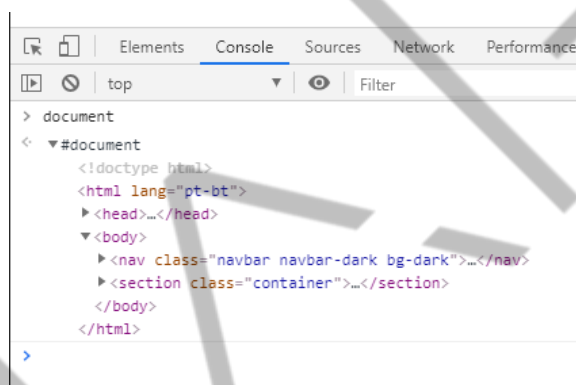 Elements Console Sources Network Performance
top Filter
document
#document
<!doctype html>
<html lang="pt-bt">
<head>…</head>
<body>
<nav class="navbar navbar-dark bg-dark">…</nav>
<section class="container">…</section>
</body>
</html>